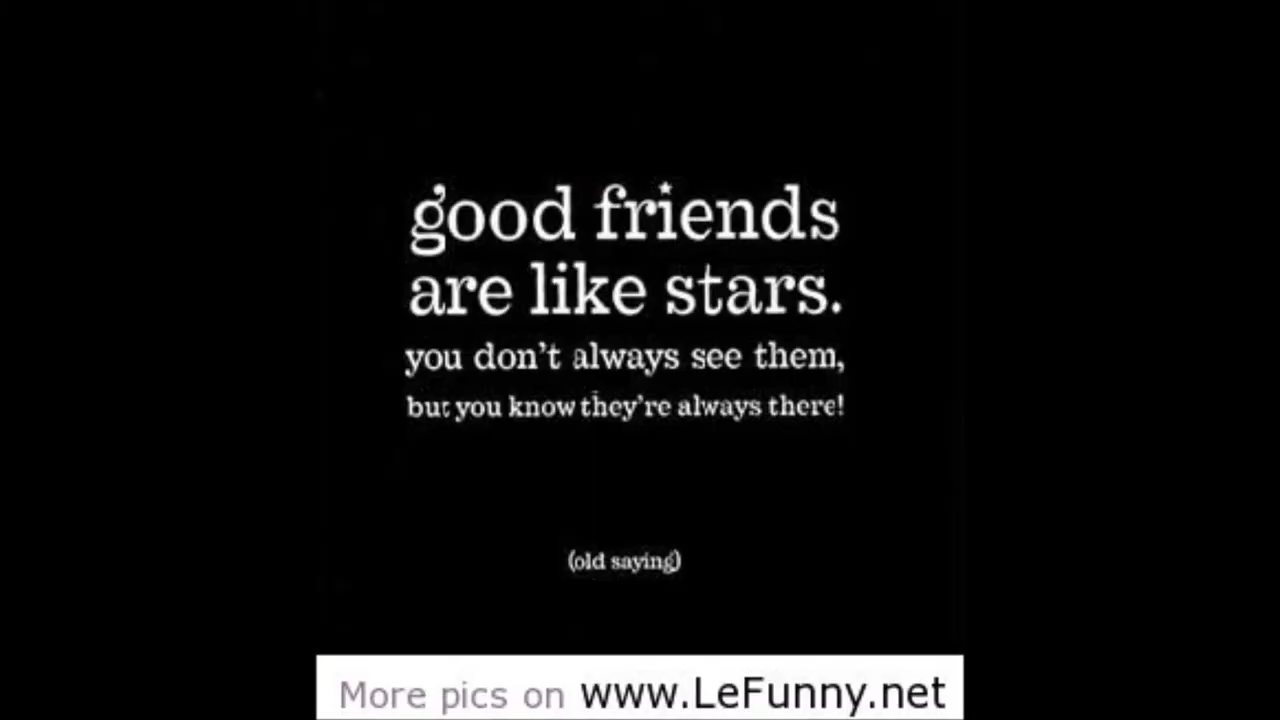 good friends
are like stars.
you don't always see them,
but you know they're always there!
(old saying)
More pics on www.LeFunny.net